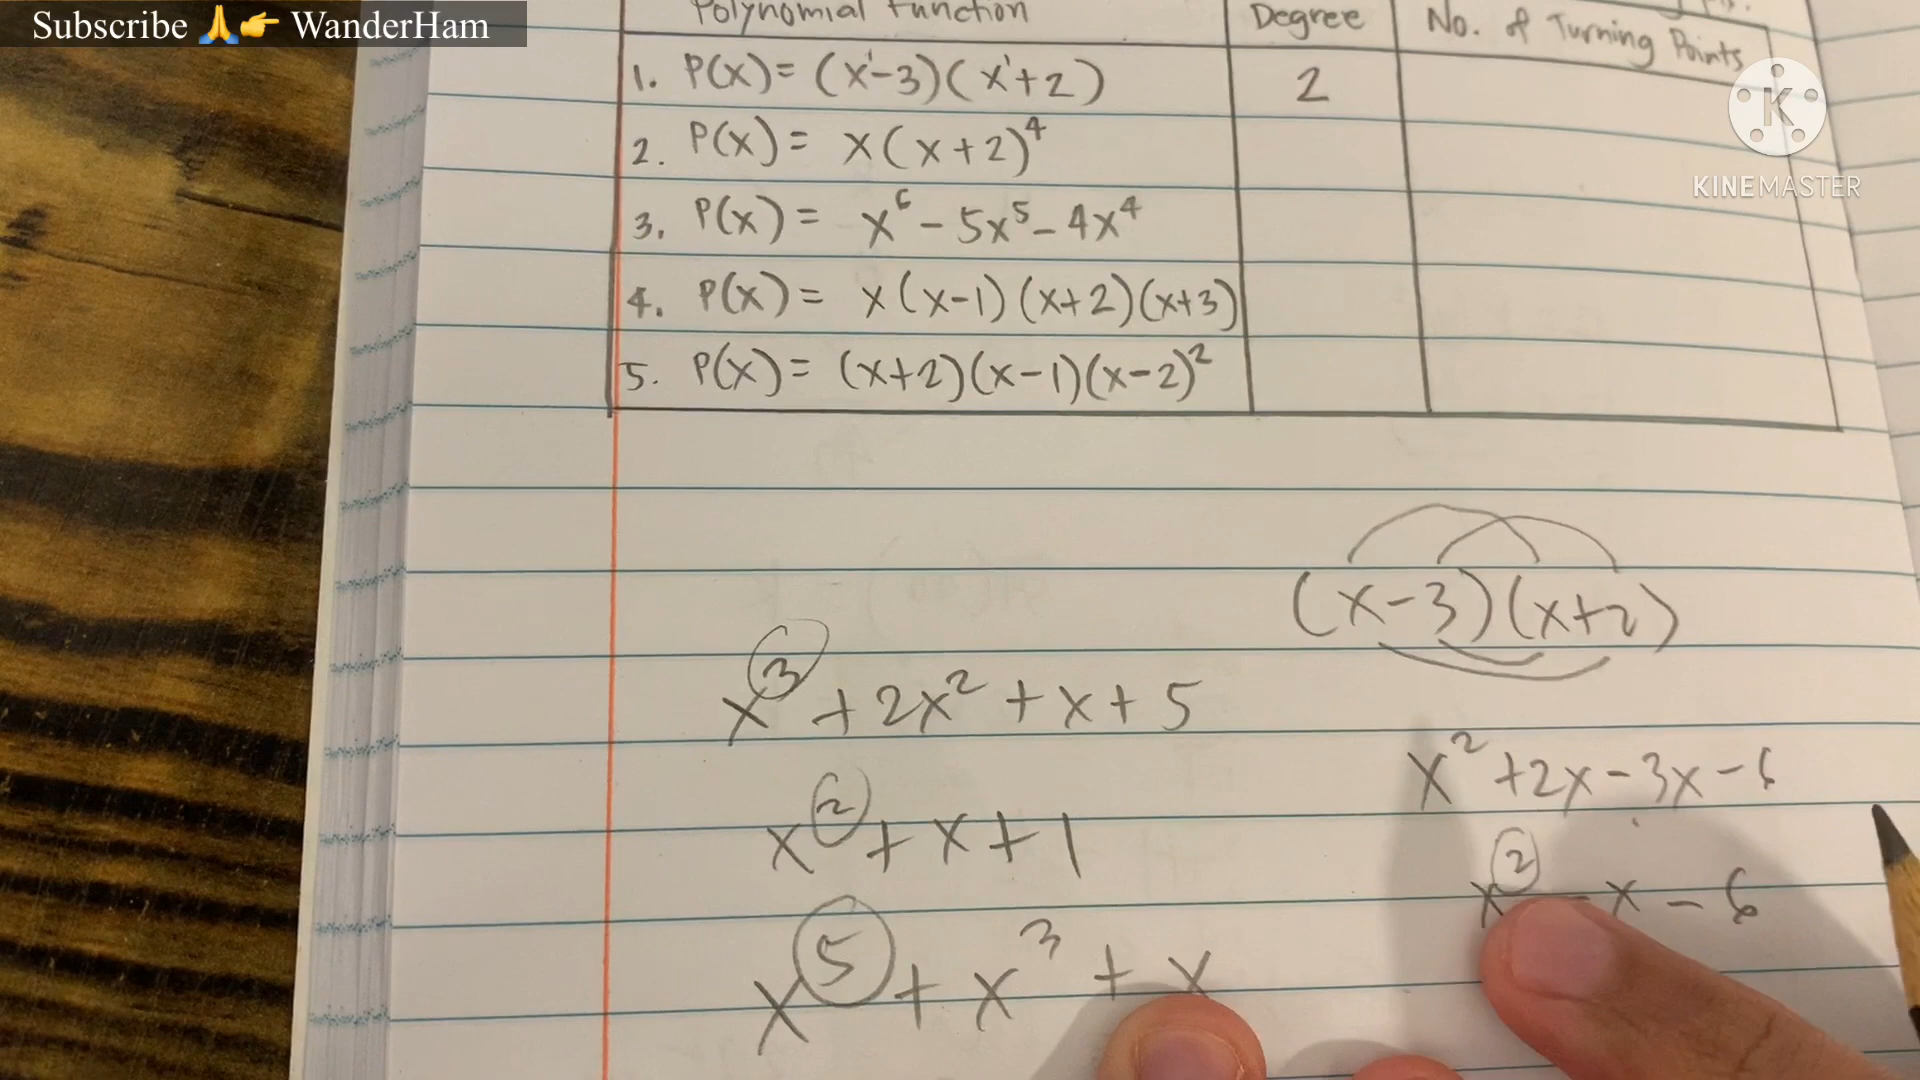 Subscribe 🙏👉 WanderHam
Polynomial Function Degree No. of Turning Points
1. P(x) = (x¹-3)(x¹+2) 2
2. P(x) = x(x+2)⁴
3. P(x) = x⁶ - 5x⁵ - 4x⁴
4. P(x) = x(x-1)(x+2)(x+3)
5. P(x) = (x+2)(x-1)(x-2)²
KINEMASTER
(x-3)(x+2)
x³ + 2x² + x + 5
x² + 2x - 3x - 6
x² + x + 1
x² - x - 6
x⁵ + x³ + x